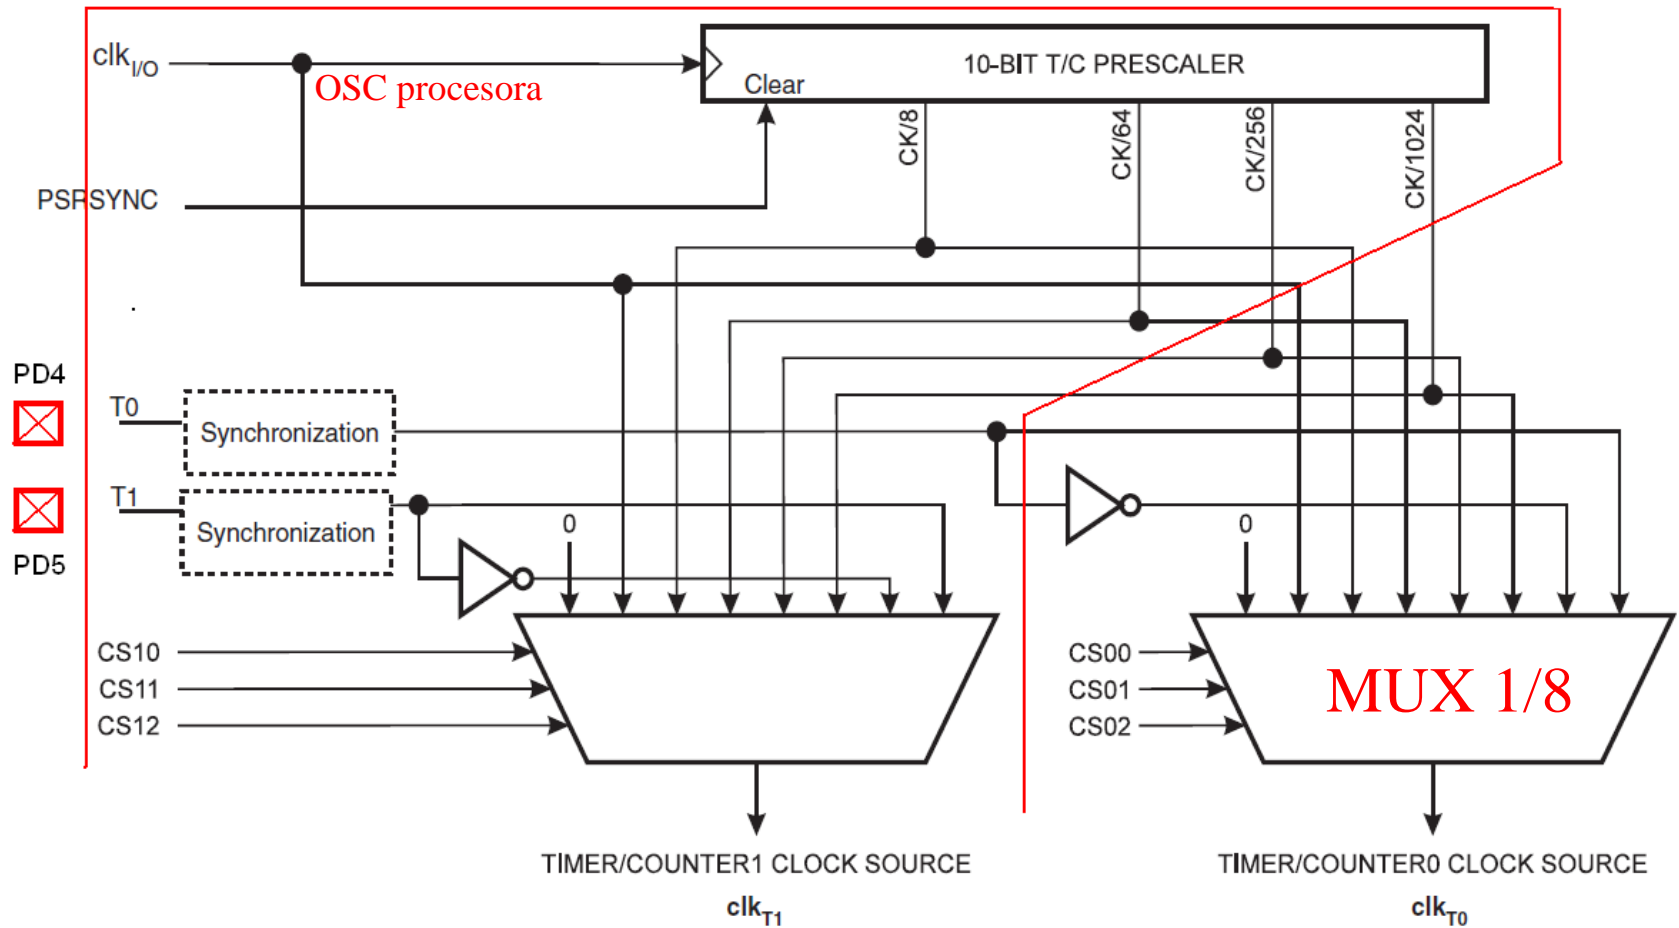 clkI/O
OSC procesora
10-BIT T/C PRESCALER
Clear
CK/8
CK/64
CK/256
CK/1024
PSRSYNC
PD4
T0
Synchronization
T1
Synchronization
PD5
0
0
CS10
CS11
CS12
CS00
CS01
CS02
MUX 1/8
TIMER/COUNTER1 CLOCK SOURCE
clkT1
TIMER/COUNTER0 CLOCK SOURCE
clkT0